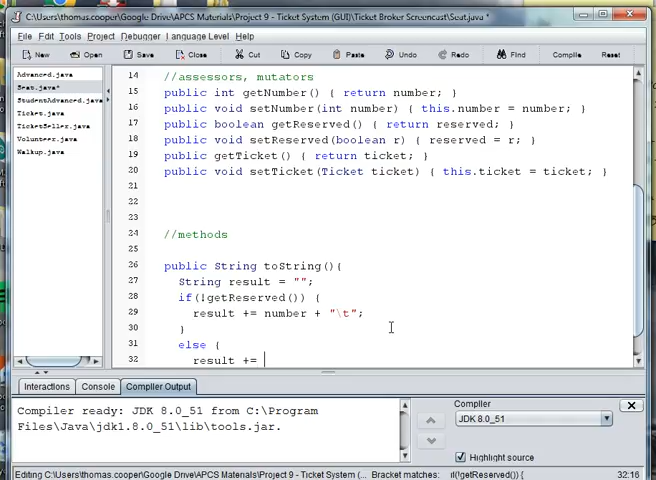 C:\Users\thomas.cooper\Google Drive\APCS Materials\Project 9 - Ticket System (GUI)\Ticket Broker Screencast\Seat.java *
File Edit Tools Project Debugger Language Level Help
New Open Save Close Cut Copy Paste Undo Redo Find Compile Reset
Advanced.java
Seat.java*
StudentAdvanced.java
Ticket.java
TicketSeller.java
Volunteer.java
Walkup.java
14 //assessors, mutators
15 public int getNumber() { return number; }
16 public void setNumber(int number) { this.number = number; }
17 public boolean getReserved() { return reserved; }
18 public void setReserved(boolean r) { reserved = r; }
19 public getTicket() { return ticket; }
20 public void setTicket(Ticket ticket) { this.ticket = ticket; }
21
22
23
24 //methods
25
26 public String toString(){
27 String result = "";
28 if(!getReserved()) {
29 result += number + "\t";
30 }
31 else {
32 result +=
Interactions Console Compiler Output
Compiler ready: JDK 8.0_51 from C:\Program
Files\Java\jdk1.8.0_51\lib\tools.jar.
Compiler
JDK 8.0_51
Highlight source
Editing C:\Users\thomas.cooper\Google Drive\APCS Materials\Project 9 - Ticket System (... Bracket matches: if(!getReserved()){ 32:16